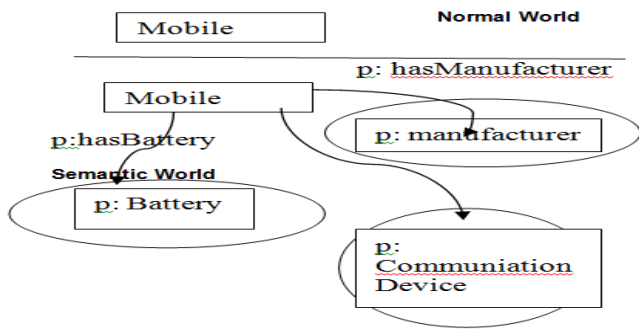 Normal World
Mobile
p: hasManufacturer
Mobile
p: manufacturer
p:hasBattery
Semantic World
p: Battery
p:
Communiation
Device